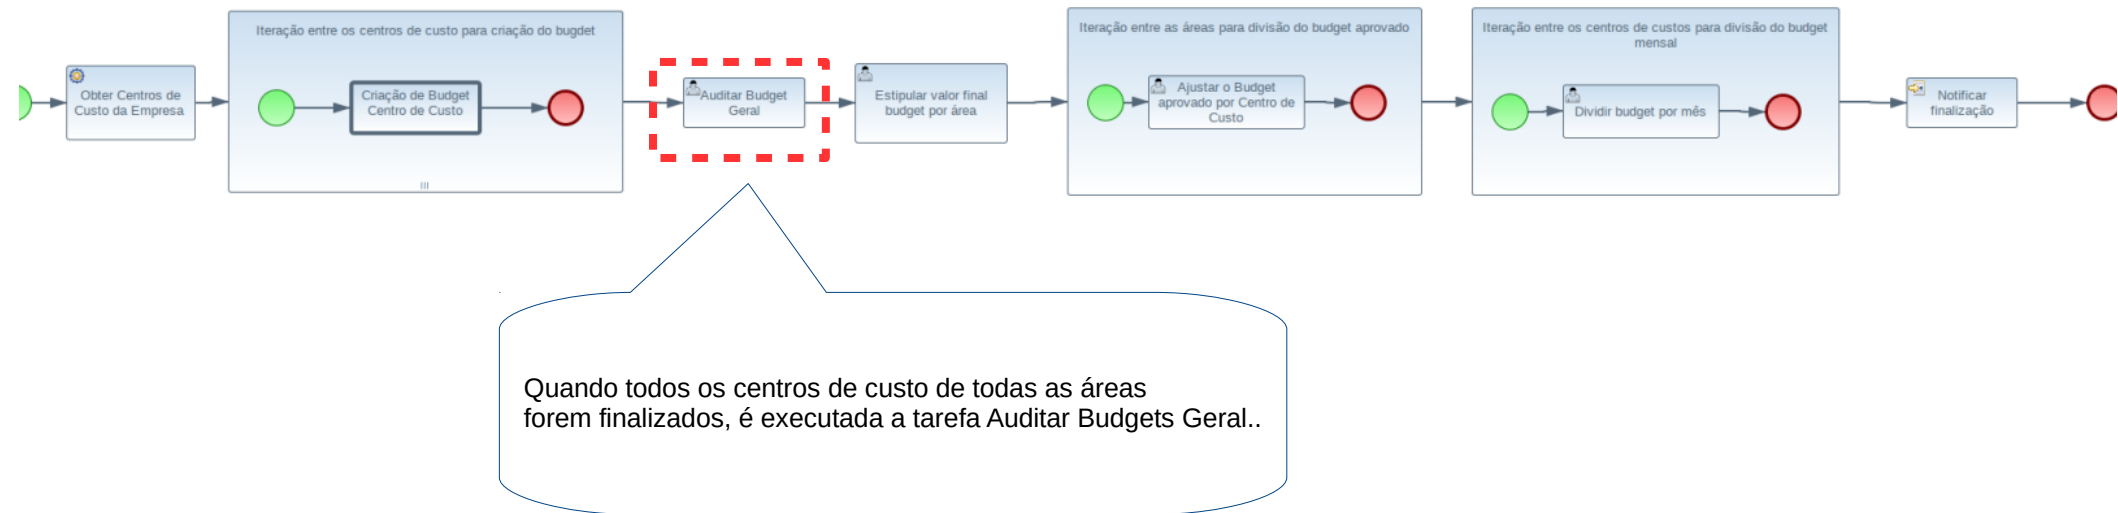 Iteração entre os centros de custo para criação do bugdet
Obter Centros de
Custo da Empresa
Criação de Budget
Centro de Custo
Auditar Budget
Geral
Estipular valor final
budget por área
Iteração entre as áreas para divisão do budget aprovado
Ajustar o Budget
aprovado por Centro de
Custo
Iteração entre os centros de custos para divisão do budget
mensal
Dividir budget por mês
Notificar
finalização
Quando todos os centros de custo de todas as áreas
forem finalizados, é executada a tarefa Auditar Budgets Geral..